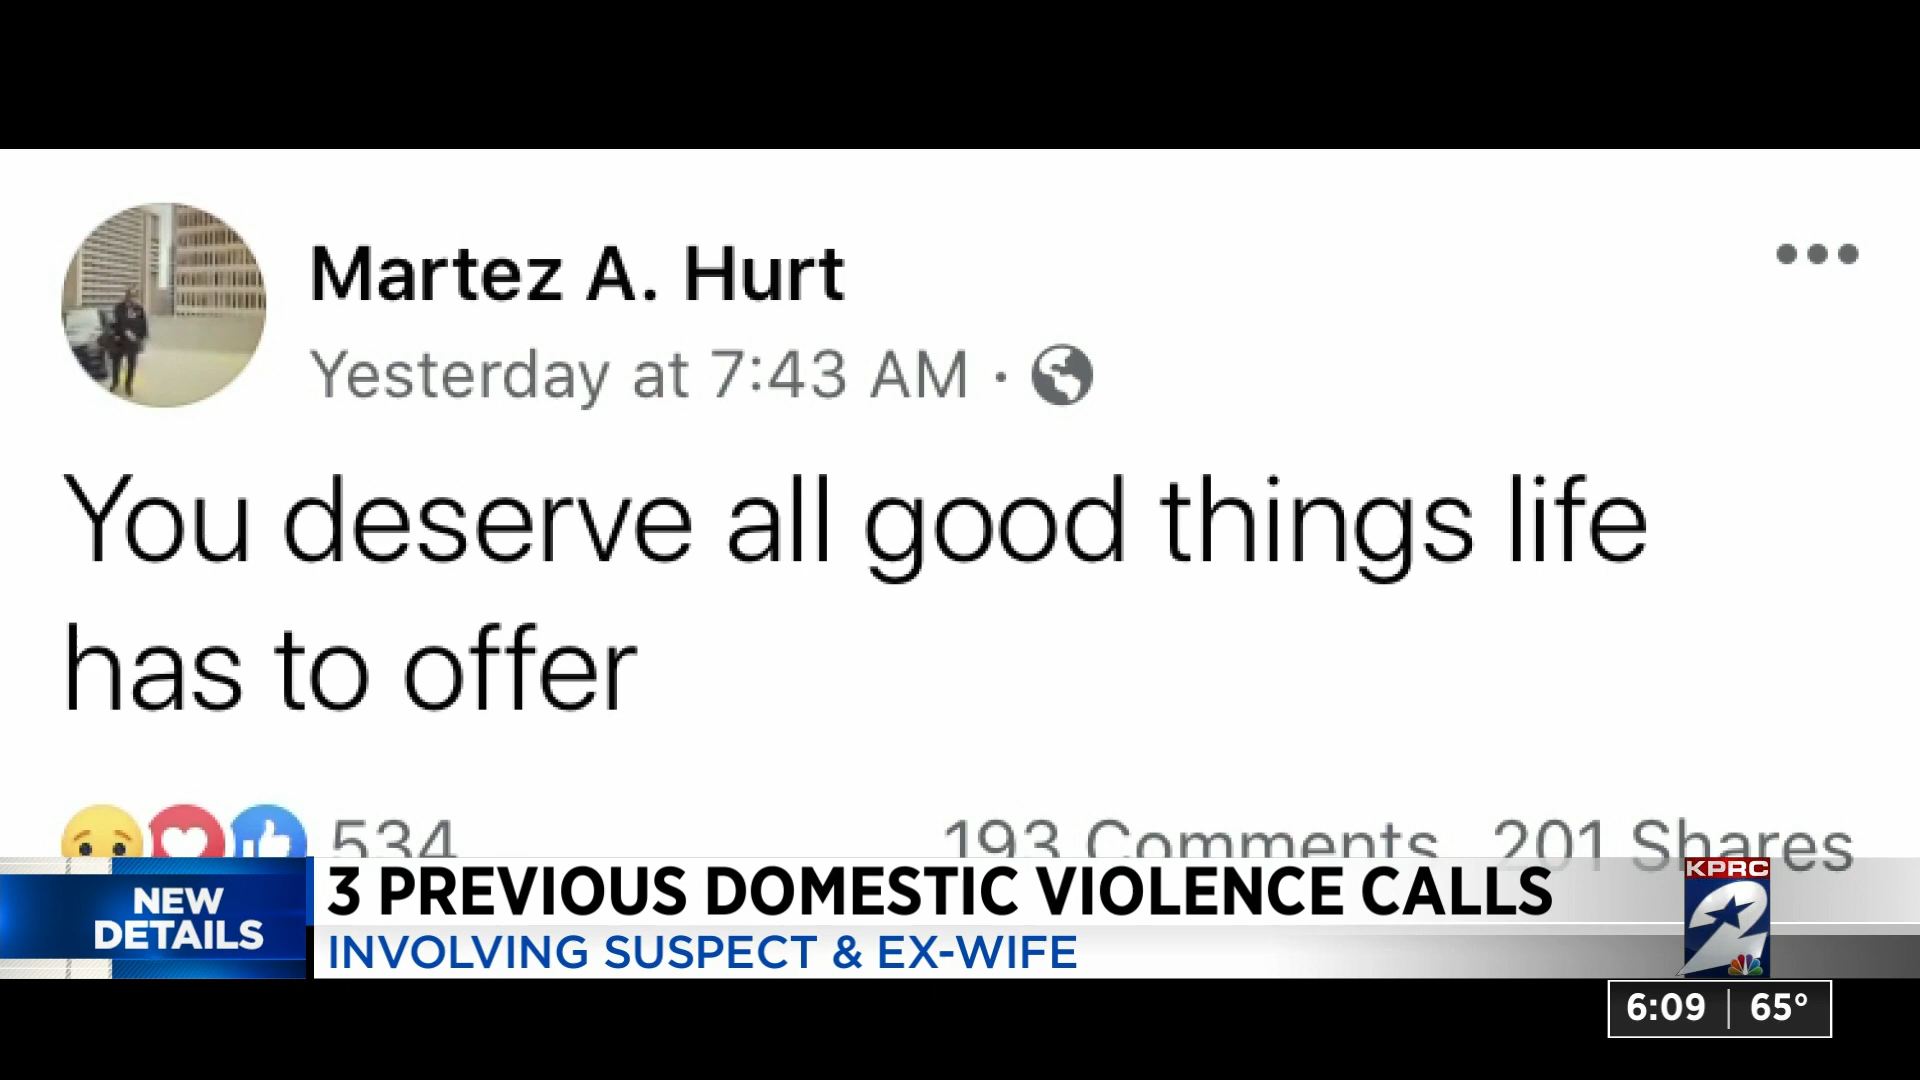 Martez A. Hurt
Yesterday at 7:43 AM ·
You deserve all good things life
has to offer
534 193 Comments 201 Shares
NEW
DETAILS
3 PREVIOUS DOMESTIC VIOLENCE CALLS
INVOLVING SUSPECT & EX-WIFE
KPRC
2
6:09 65°